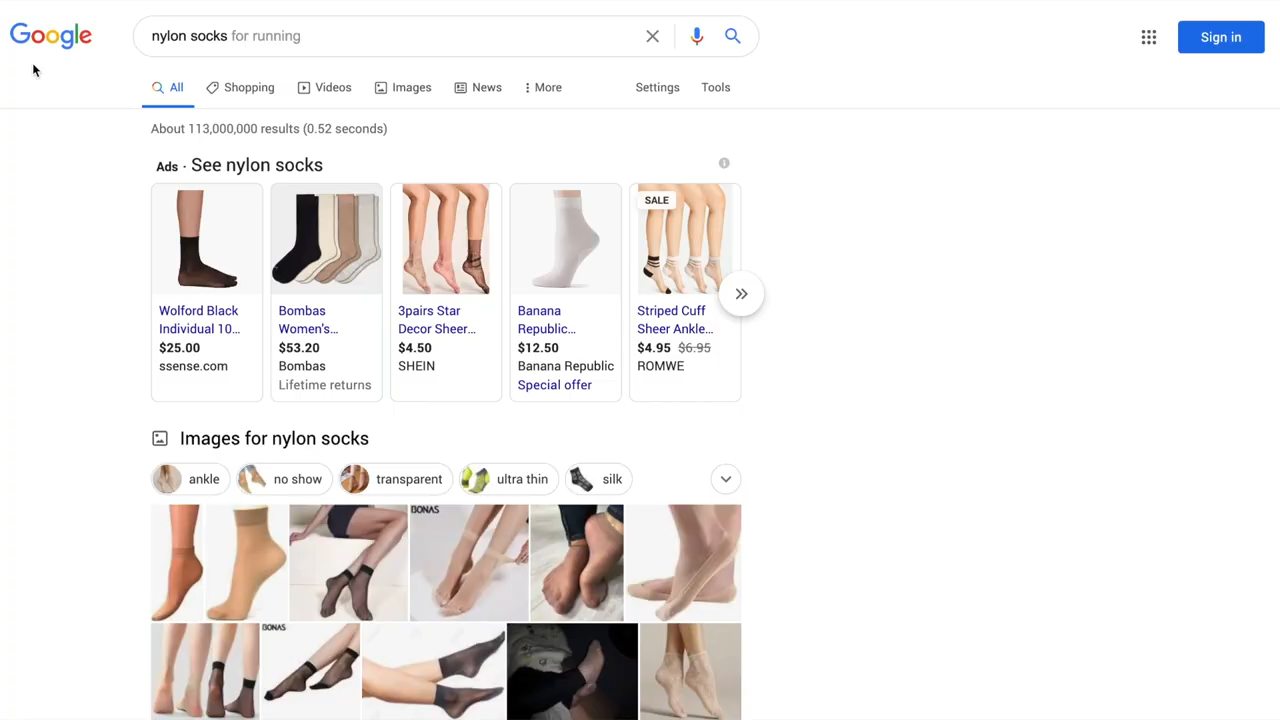 Google
nylon socks for running
Sign in
All
Shopping
Videos
Images
News
More
Settings
Tools
About 113,000,000 results (0.52 seconds)
Ads · See nylon socks
SALE
Wolford Black
Individual 10...
$25.00
ssense.com
Bombas
Women's...
$53.20
Bombas
Lifetime returns
3pairs Star
Decor Sheer...
$4.50
SHEIN
Banana
Republic...
$12.50
Banana Republic
Special offer
Striped Cuff
Sheer Ankle...
$4.95 $6.95
ROMWE
Images for nylon socks
ankle
no show
transparent
ultra thin
silk
BONAS
BONAS